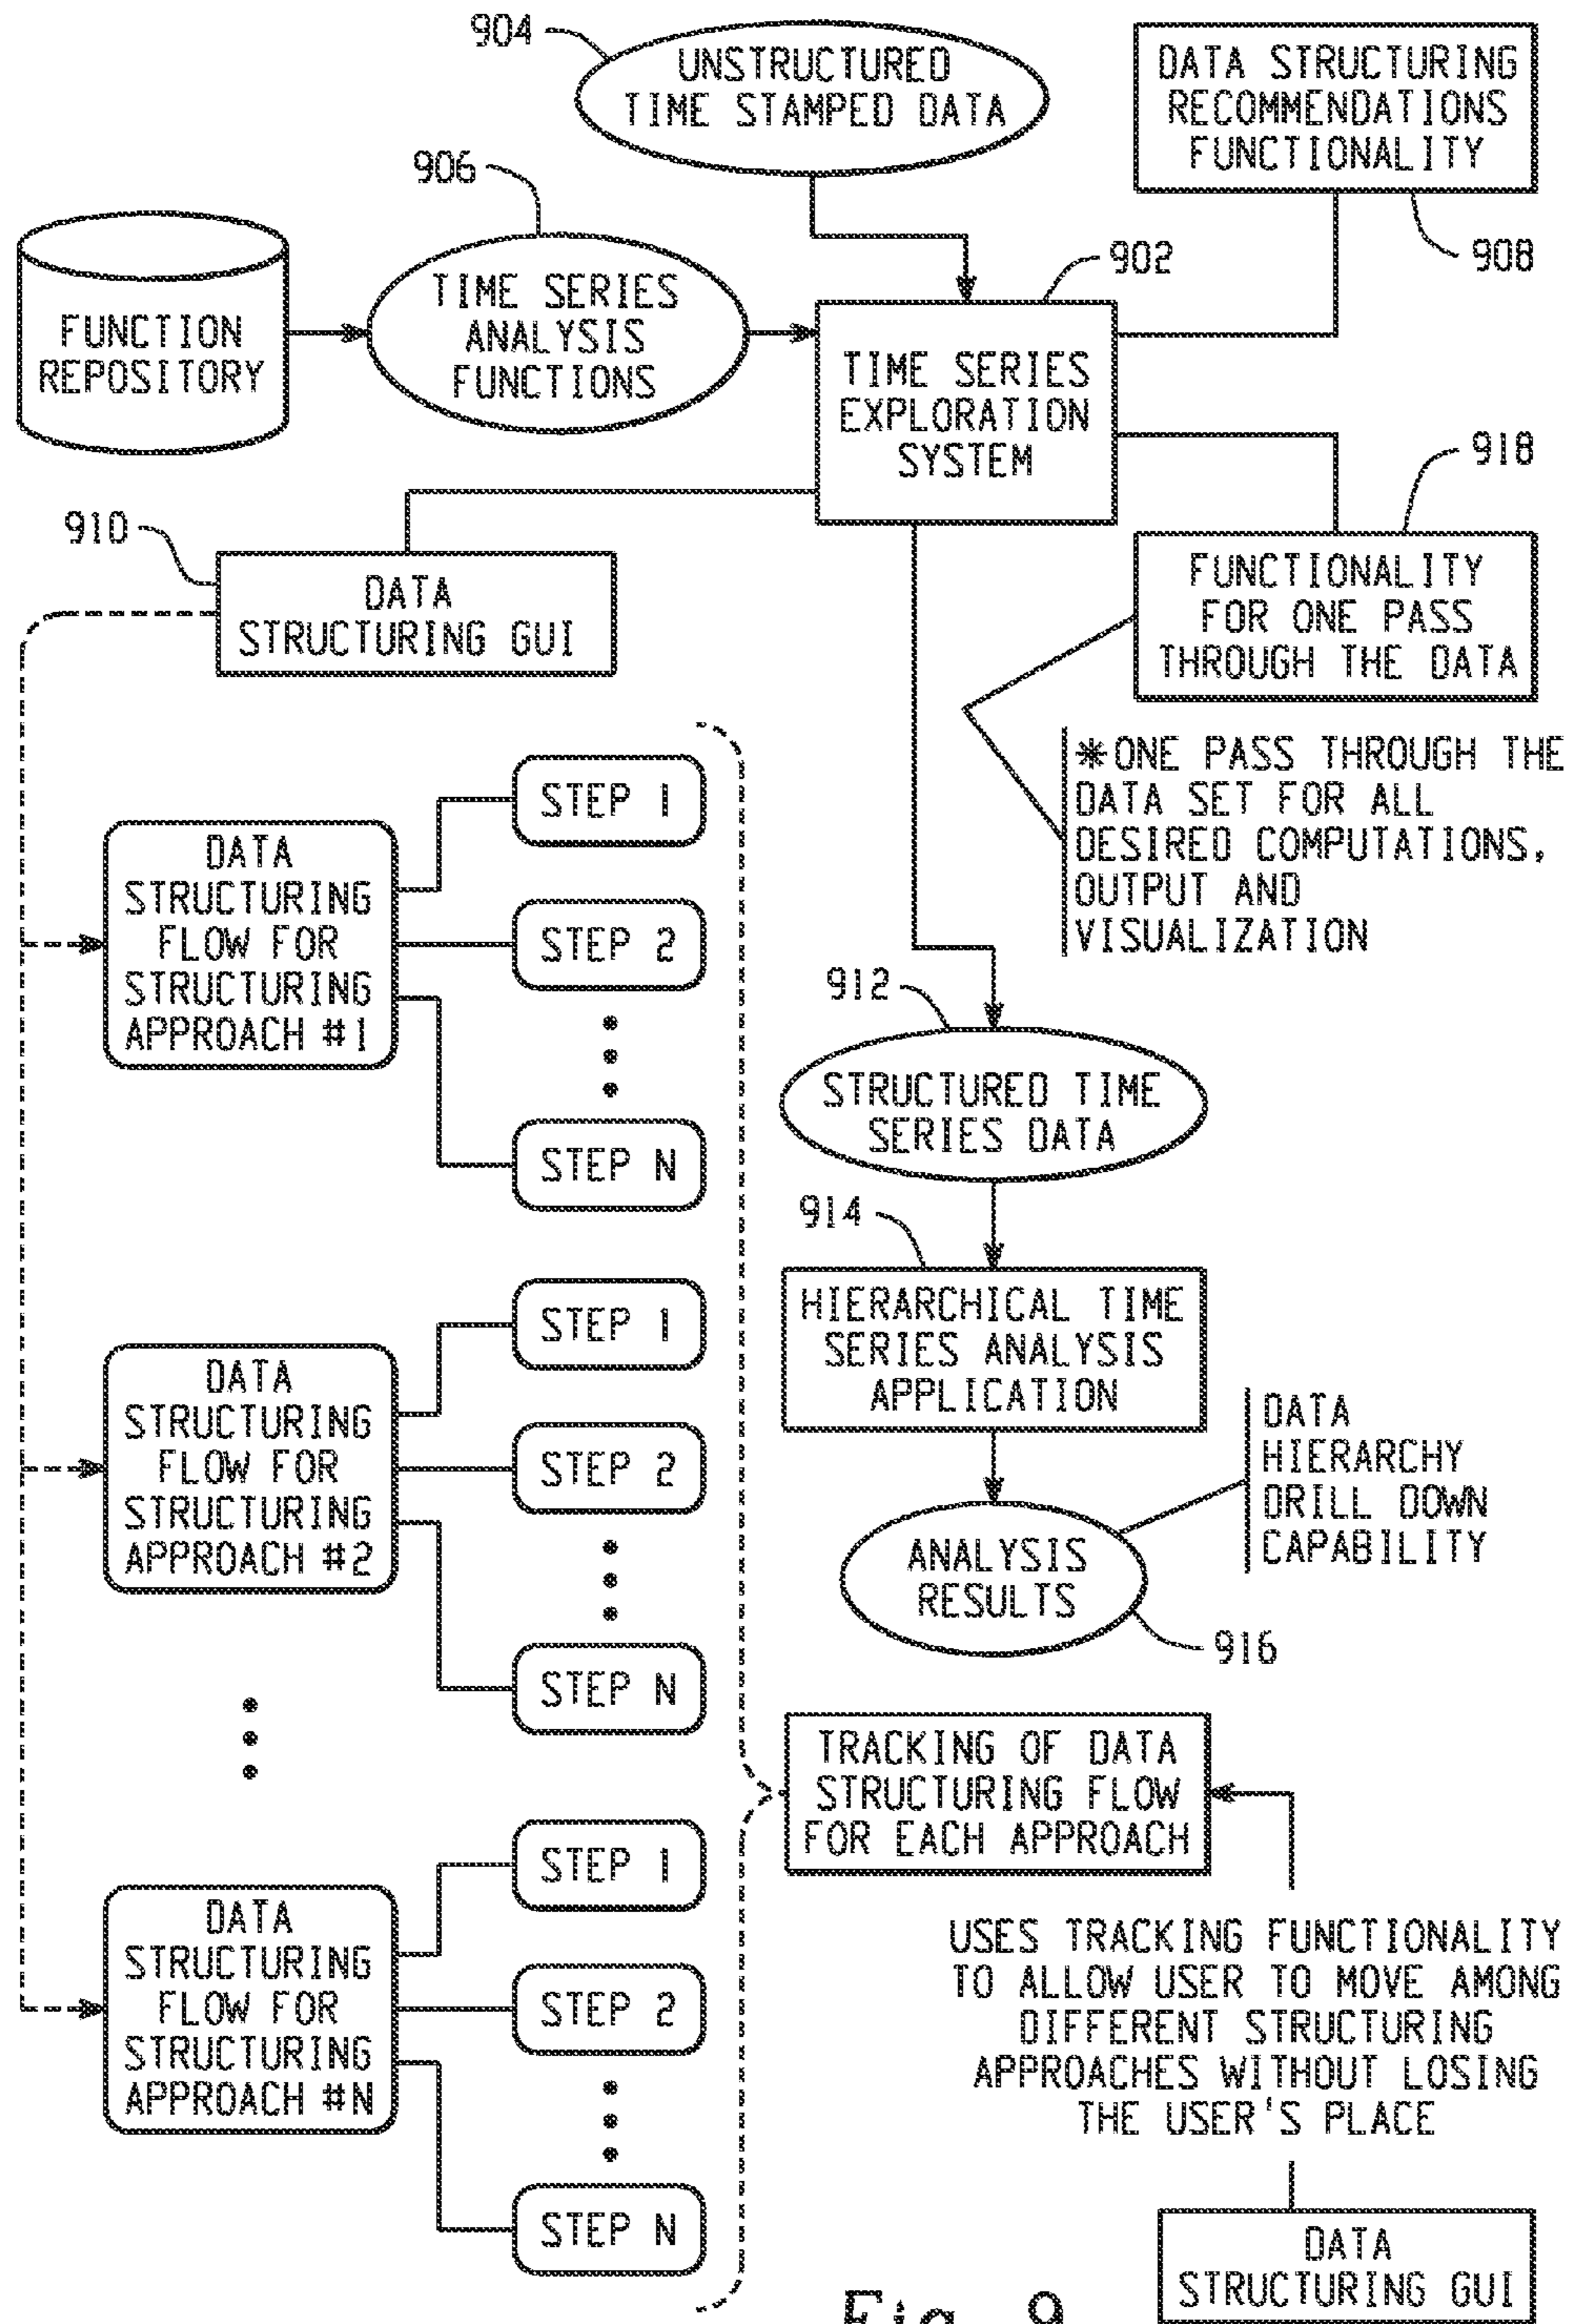 904
UNSTRUCTURED
TIME STAMPED DATA
DATA STRUCTURING
RECOMMENDATIONS
FUNCTIONALITY
908
906
FUNCTION
REPOSITORY
TIME SERIES
ANALYSIS
FUNCTIONS
902
TIME SERIES
EXPLORATION
SYSTEM
918
FUNCTIONALITY
FOR ONE PASS
THROUGH THE DATA
*ONE PASS THROUGH THE
DATA SET FOR ALL
DESIRED COMPUTATIONS,
OUTPUT AND
VISUALIZATION
910
DATA
STRUCTURING GUI
DATA
STRUCTURING
FLOW FOR
STRUCTURING
APPROACH #1
STEP 1
STEP 2
STEP N
912
STRUCTURED TIME
SERIES DATA
914
HIERARCHICAL TIME
SERIES ANALYSIS
APPLICATION
DATA
HIERARCHY
DRILL DOWN
CAPABILITY
ANALYSIS
RESULTS
916
DATA
STRUCTURING
FLOW FOR
STRUCTURING
APPROACH #2
STEP 1
STEP 2
STEP N
TRACKING OF DATA
STRUCTURING FLOW
FOR EACH APPROACH
DATA
STRUCTURING
FLOW FOR
STRUCTURING
APPROACH #N
STEP 1
STEP 2
STEP N
USES TRACKING FUNCTIONALITY
TO ALLOW USER TO MOVE AMONG
DIFFERENT STRUCTURING
APPROACHES WITHOUT LOSING
THE USER'S PLACE
DATA
STRUCTURING GUI
Fig. 9